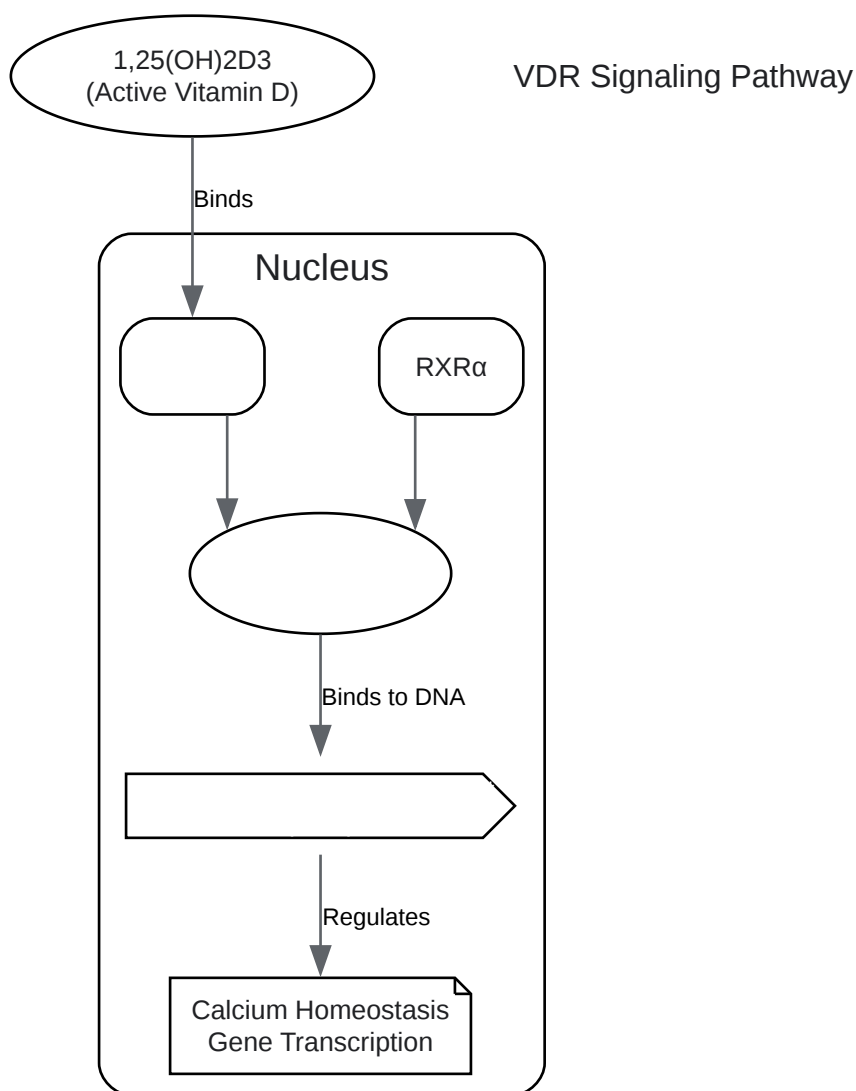 1,25(OH)2D3
(Active Vitamin D)
VDR Signaling Pathway
Binds
Nucleus
RXRα
Binds to DNA
Regulates
Calcium Homeostasis
Gene Transcription